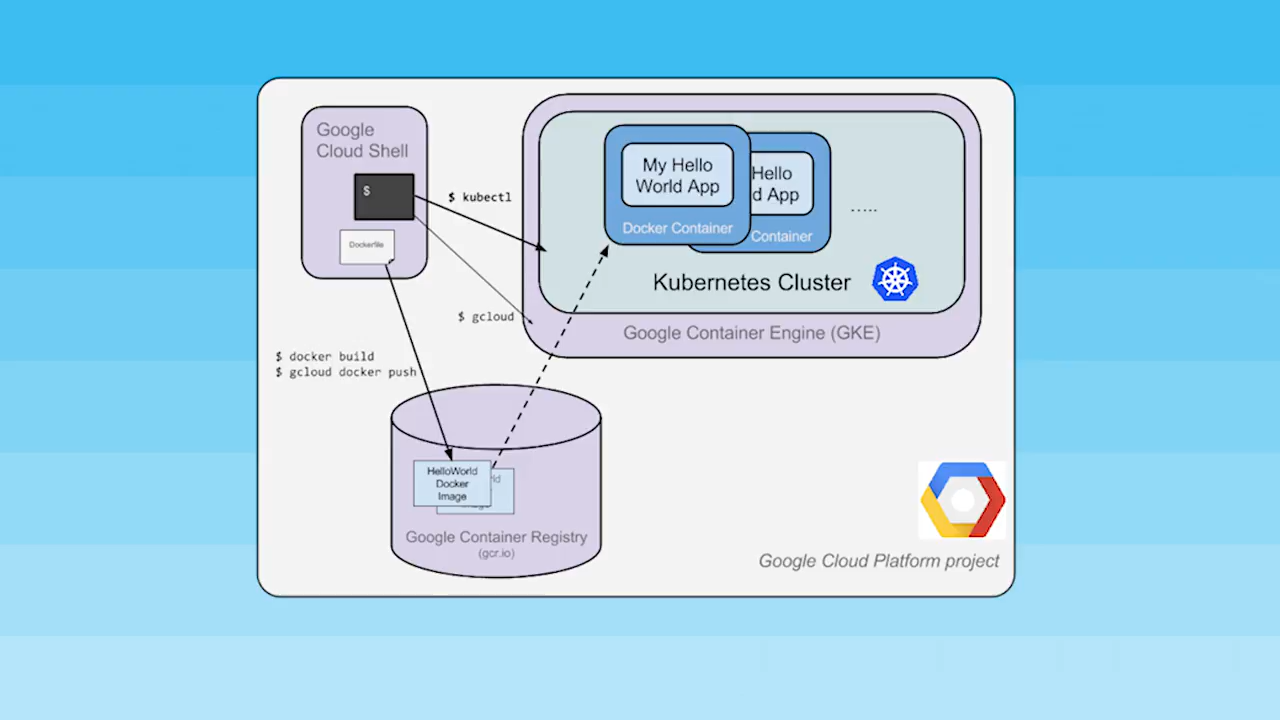 Google
Cloud Shell
$
Dockerfile
$ kubectl
$ gcloud
$ docker build
$ gcloud docker push
My Hello
World App
Docker Container
Hello
d App
Container
.....
Kubernetes Cluster
Google Container Engine (GKE)
HelloWorld
Docker
Image
Google Container Registry
(gcr.io)
Google Cloud Platform project